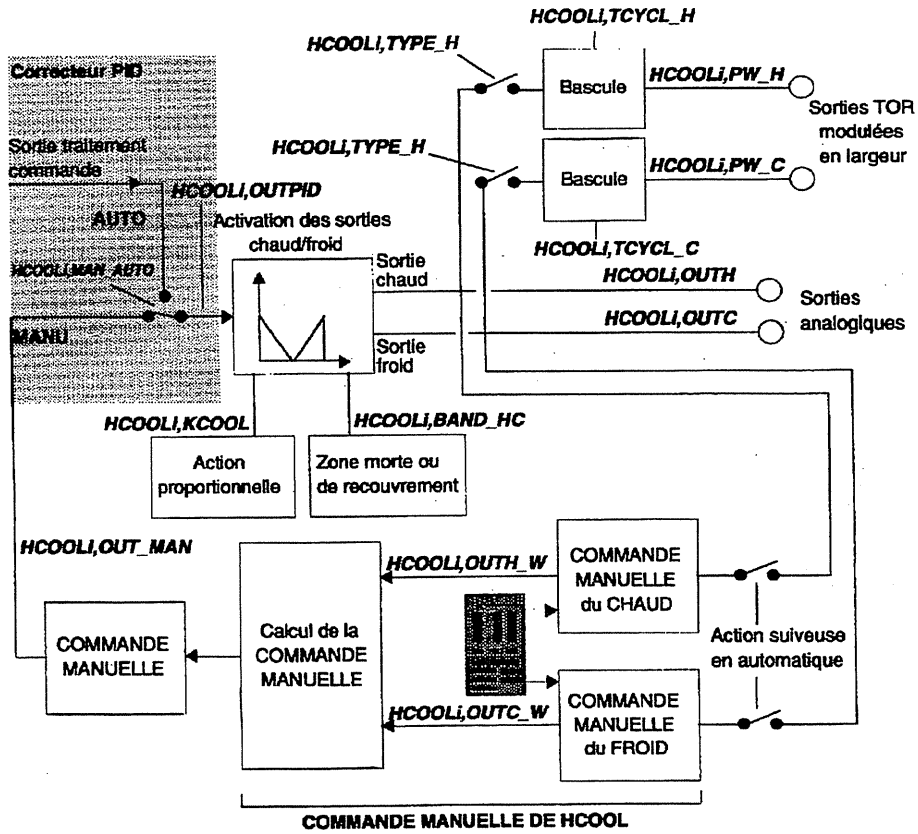 HCOOLi,TCYCL_H
HCOOLi,TYPE_H
Correcteur PID
Bascule
HCOOLi,PW_H
Sorties TOR
modulées
en largeur
Sortie traitement
commande
HCOOLi,TYPE_H
Bascule
HCOOLi,PW_C
HCOOLi,OUTPID
AUTO
Activation des sorties
chaud/froid
HCOOLi,TCYCL_C
HCOOLi,MAN_AUTO
Sortie
chaud
HCOOLi,OUTH
Sorties
analogiques
MANU
HCOOLi,OUTC
Sortie
froid
HCOOLi,KCOOL
HCOOLi,BAND_HC
Action
proportionnelle
Zone morte ou
de recouvrement
HCOOLi,OUT_MAN
HCOOLi,OUTH_W
COMMANDE
MANUELLE
du CHAUD
COMMANDE
MANUELLE
Calcul de la
COMMANDE
MANUELLE
Action suiveuse
en automatique
HCOOLi,OUTC_W
COMMANDE
MANUELLE
du FROID
COMMANDE MANUELLE DE HCOOL